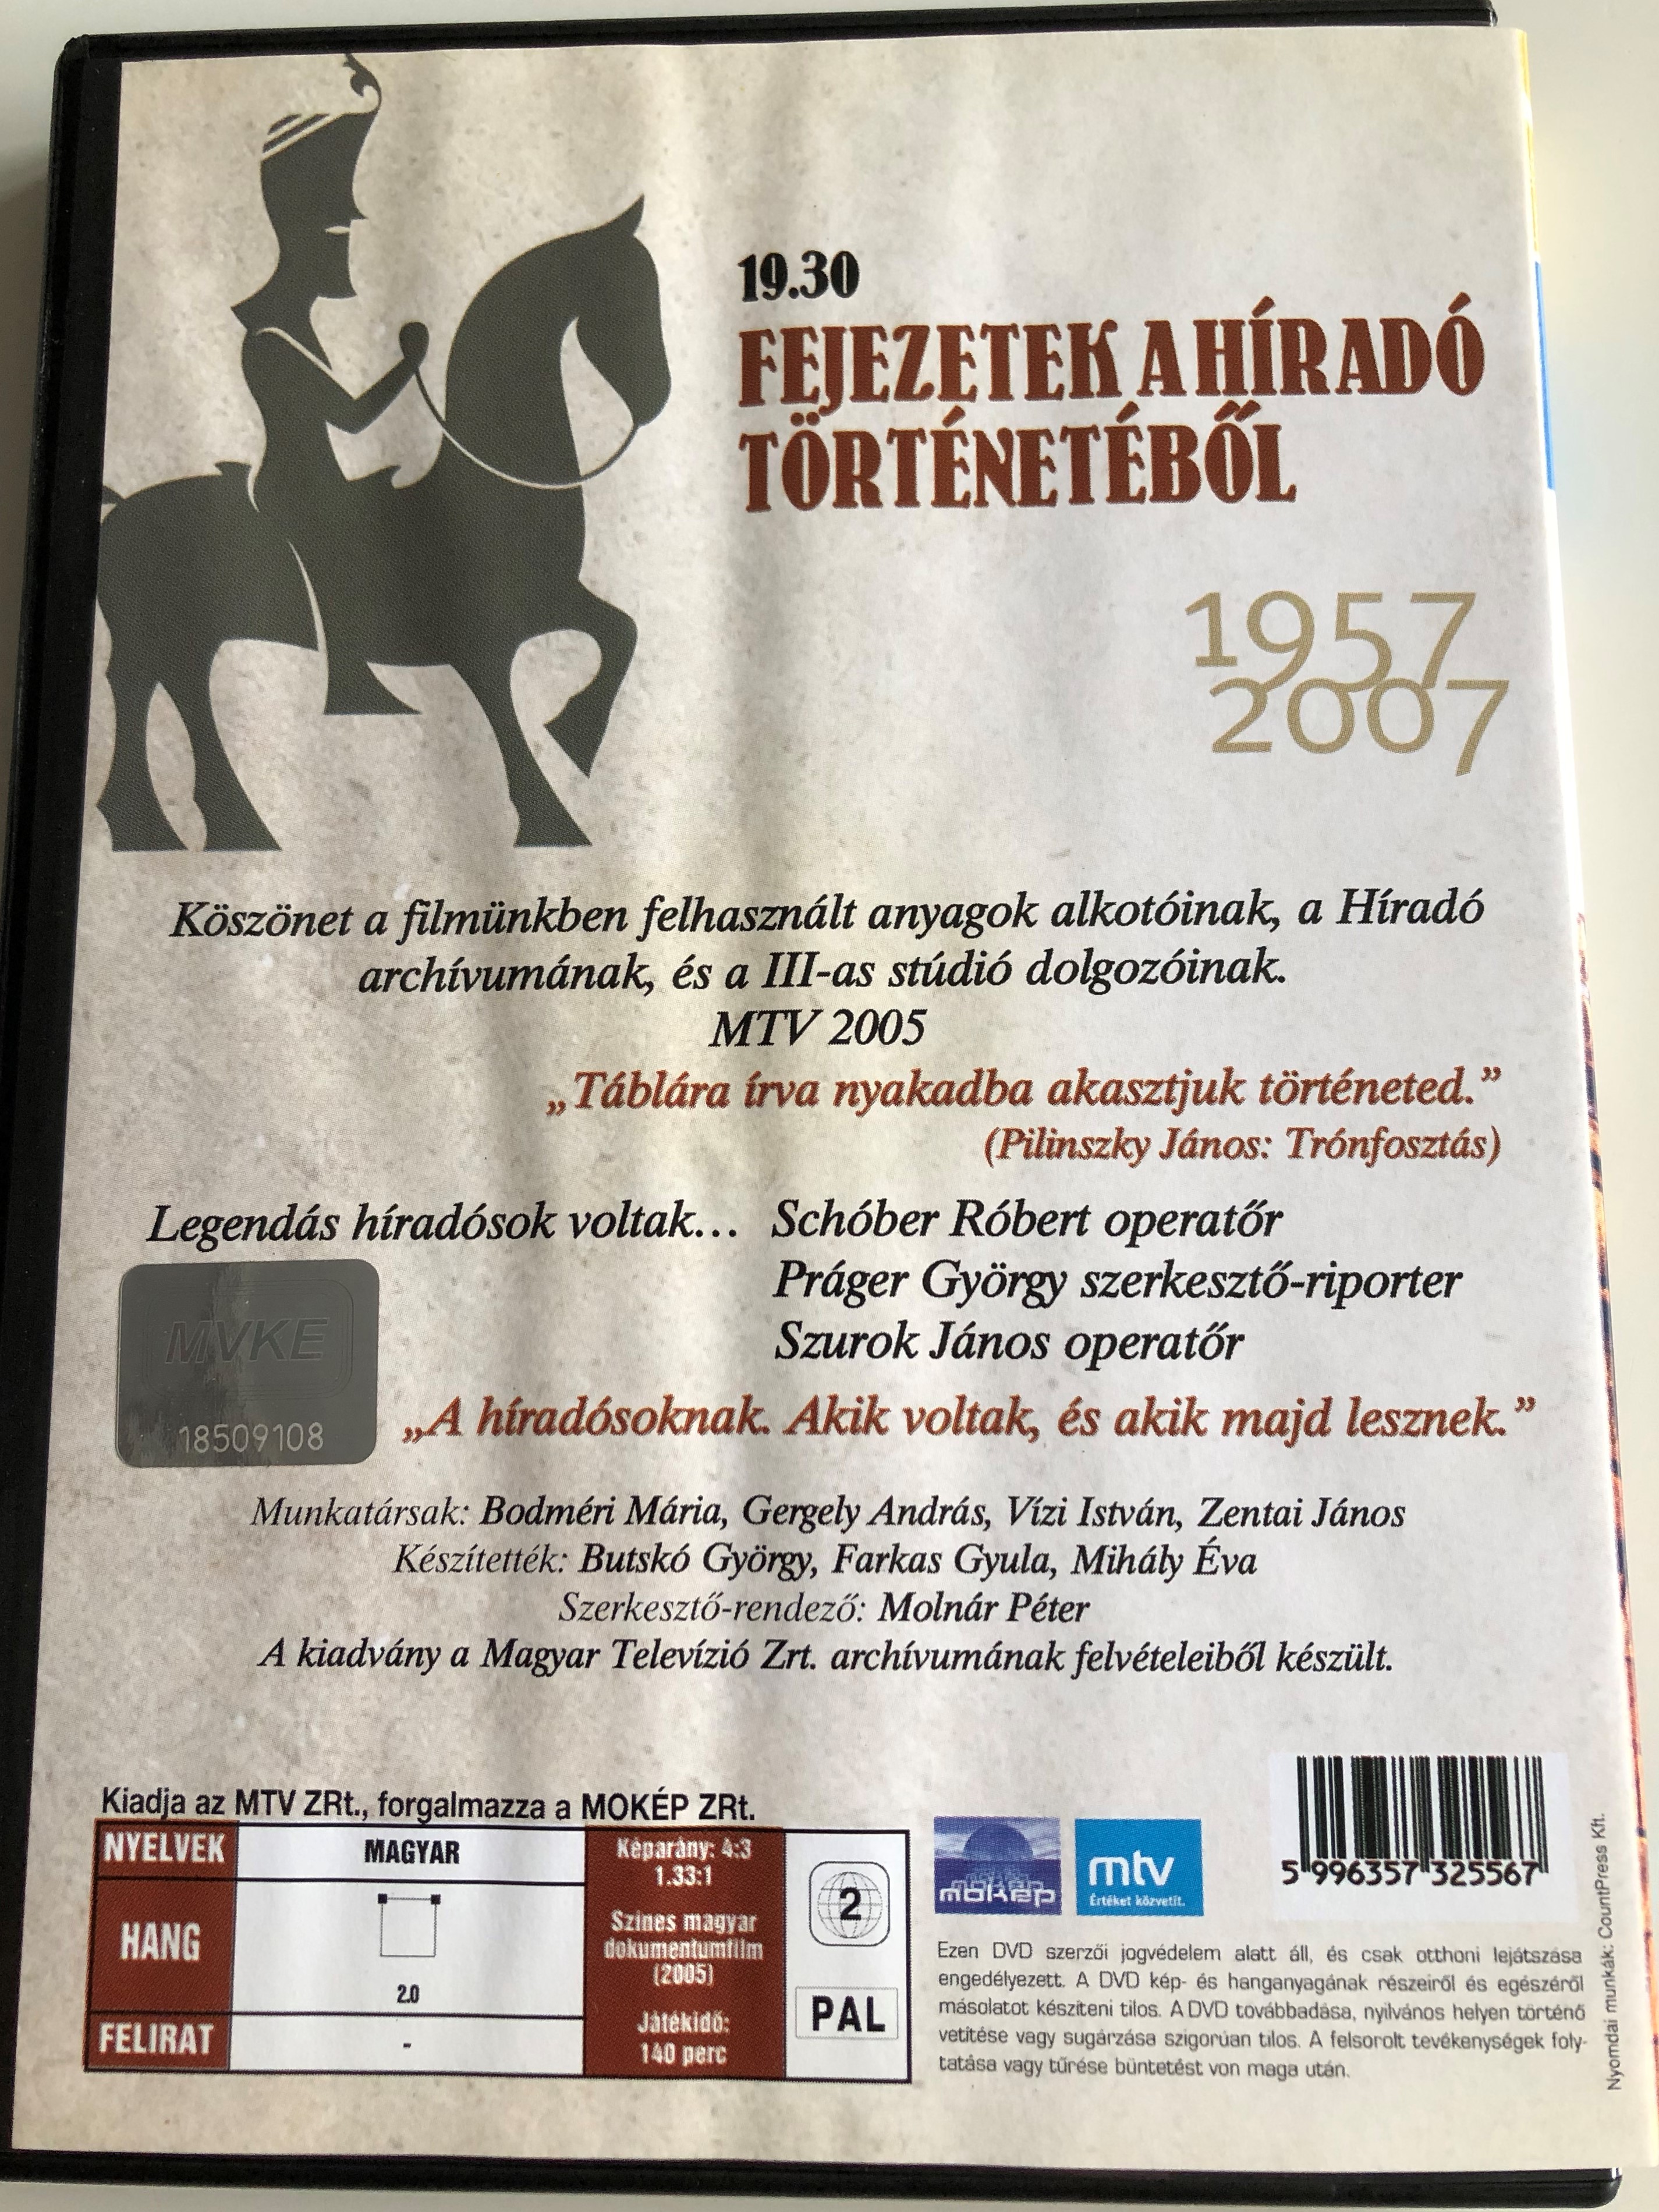 19.30
FEJEZETEK A HÍRADÓ
TÖRTÉNETÉBŐL
1957
2007
Köszönet a filmünkben felhasznált anyagok alkotóinak, a Híradó
archívumának, és a III-as stúdió dolgozóinak.
MTV 2005
„Táblára írva nyakadba akasztjuk történeted.”
(Pilinszky János: Trónfosztás)
Legendás híradósok voltak... Schóber Róbert operatőr
Práger György szerkesztő-riporter
Szurok János operatőr
MVKE
18509108
„A híradósoknak. Akik voltak, és akik majd lesznek.”
Munkatársak: Bodméri Mária, Gergely András, Vízi István, Zentai János
Készítették: Butskó György, Farkas Gyula, Mihály Éva
Szerkesztő-rendező: Molnár Péter
A kiadvány a Magyar Televízió Zrt. archívumának felvételeiből készült.
Kiadja az MTV ZRt., forgalmazza a MOKÉP ZRt.
NYELVEK
MAGYAR
HANG
2.0
FELIRAT
-
Képarány: 4:3
1.33:1
Színes magyar
dokumentumfilm
(2005)
Játékidő:
140 perc
2
PAL
mokép
mtv
Értéket közvetít.
5 996357 325567
Ezen DVD szerzői jogvédelem alatt áll, és csak otthoni lejátszása
engedélyezett. A DVD kép- és hanganyagának részeiről és egészéről
másolatot készíteni tilos. A DVD továbbadása, nyilvános helyen történő
vetítése vagy sugárzása szigorúan tilos. A felsorolt tevékenységek foly-
tatása vagy tűrése büntetést von maga után.
Nyomdai munkák: CountPress Kft.